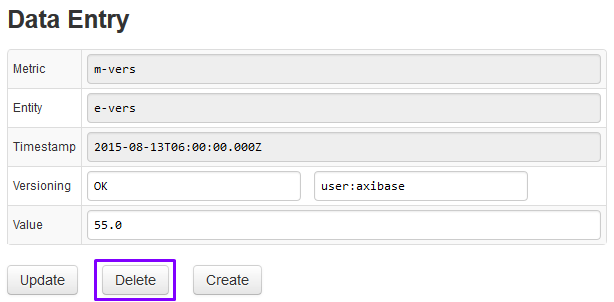 Data Entry
Metric m-vers
Entity e-vers
Timestamp 2015-08-13T06:00:00.000Z
Versioning OK user:axibase
Value 55.0
Update Delete Create